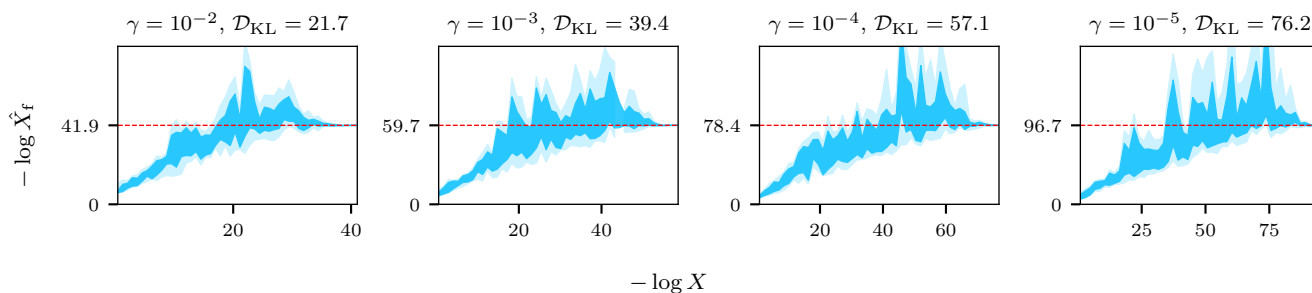 γ = 10⁻², 𝒟_KL = 21.7
γ = 10⁻³, 𝒟_KL = 39.4
γ = 10⁻⁴, 𝒟_KL = 57.1
γ = 10⁻⁵, 𝒟_KL = 76.2
− log X̂_f
41.9
0
20 40
59.7
0
20 40
78.4
0
20 40 60
96.7
0
25 50 75
− log X